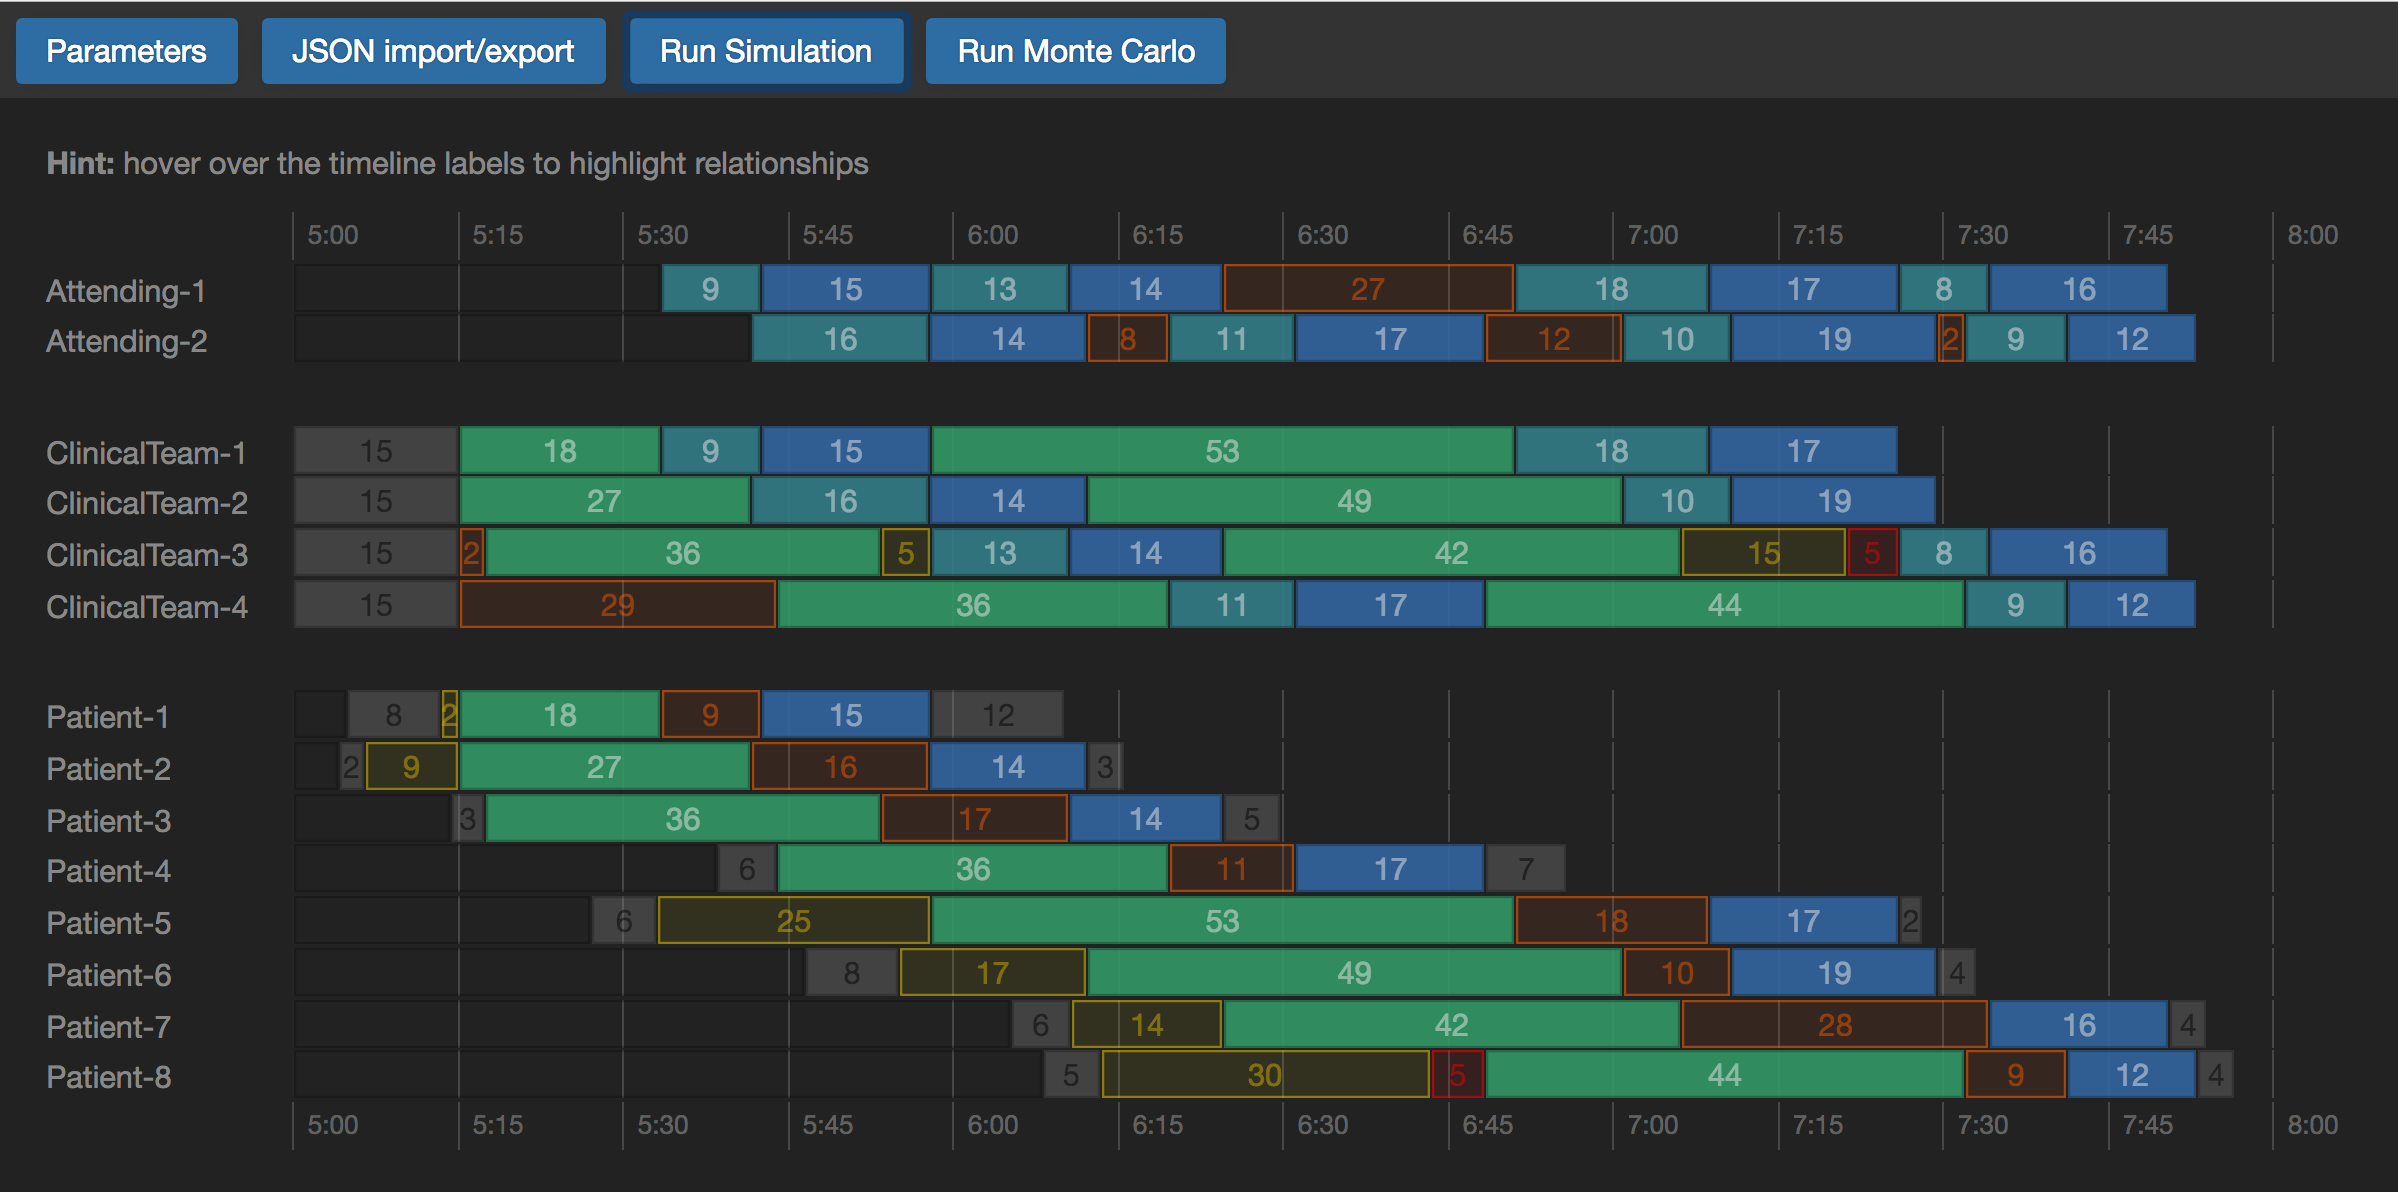 Parameters JSON import/export Run Simulation Run Monte Carlo
Hint: hover over the timeline labels to highlight relationships
5:00 5:15 5:30 5:45 6:00 6:15 6:30 6:45 7:00 7:15 7:30 7:45 8:00
Attending-1 9 15 13 14 27 18 17 8 16
Attending-2 16 14 8 11 17 12 10 19 2 9 12
ClinicalTeam-1 15 18 9 15 53 18 17
ClinicalTeam-2 15 27 16 14 49 10 19
ClinicalTeam-3 15 2 36 5 13 14 42 15 5 8 16
ClinicalTeam-4 15 29 36 11 17 44 9 12
Patient-1 8 2 18 9 15 12
Patient-2 2 9 27 16 14 3
Patient-3 3 36 17 14 5
Patient-4 6 36 11 17 7
Patient-5 6 25 53 18 17 2
Patient-6 8 17 49 10 19 4
Patient-7 6 14 42 28 16 4
Patient-8 5 30 5 44 9 12 4
5:00 5:15 5:30 5:45 6:00 6:15 6:30 6:45 7:00 7:15 7:30 7:45 8:00